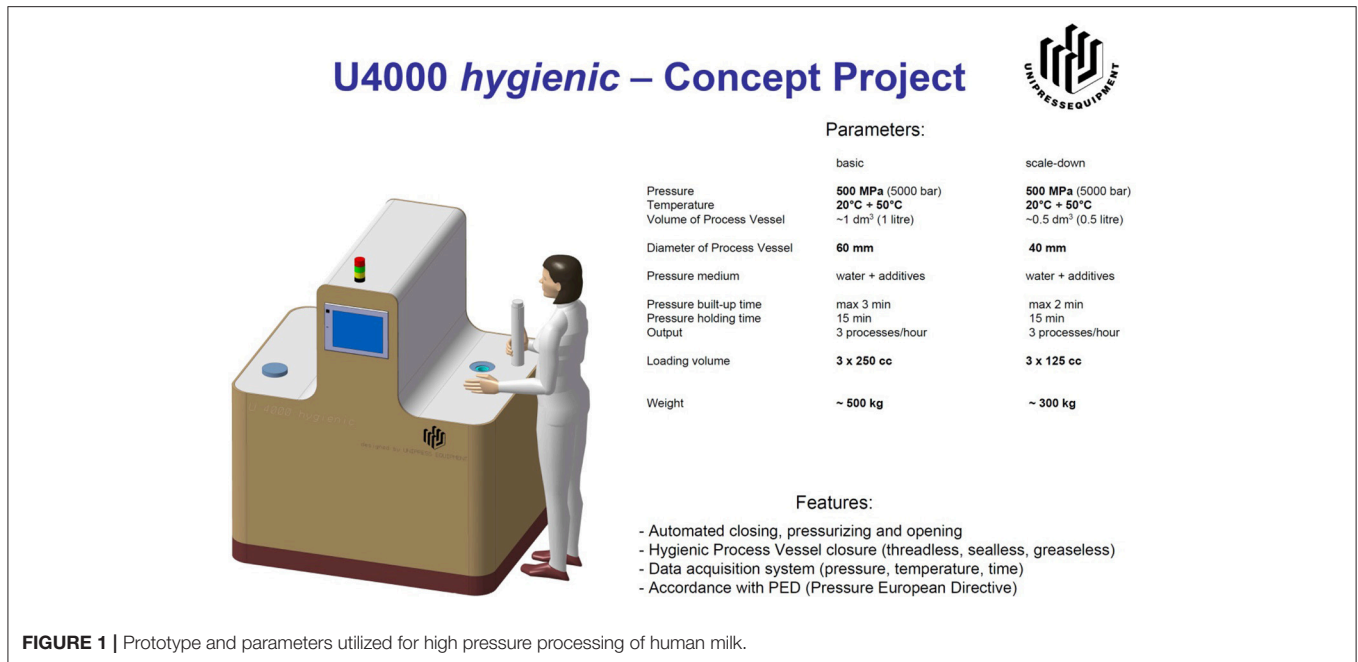 U4000 hygienic – Concept Project
UNIPRESSEQUIPMENT
Parameters:
basic scale-down
Pressure 500 MPa (5000 bar) 500 MPa (5000 bar)
Temperature 20°C + 50°C 20°C + 50°C
Volume of Process Vessel ~1 dm³ (1 litre) ~0.5 dm³ (0.5 litre)
Diameter of Process Vessel 60 mm 40 mm
Pressure medium water + additives water + additives
Pressure built-up time max 3 min max 2 min
Pressure holding time 15 min 15 min
Output 3 processes/hour 3 processes/hour
Loading volume 3 x 250 cc 3 x 125 cc
Weight ~ 500 kg ~ 300 kg
U-4000 hygienic
designed by UNIPRESS EQUIPMENT
Features:
- Automated closing, pressurizing and opening
- Hygienic Process Vessel closure (threadless, sealless, greaseless)
- Data acquisition system (pressure, temperature, time)
- Accordance with PED (Pressure European Directive)
FIGURE 1 | Prototype and parameters utilized for high pressure processing of human milk.